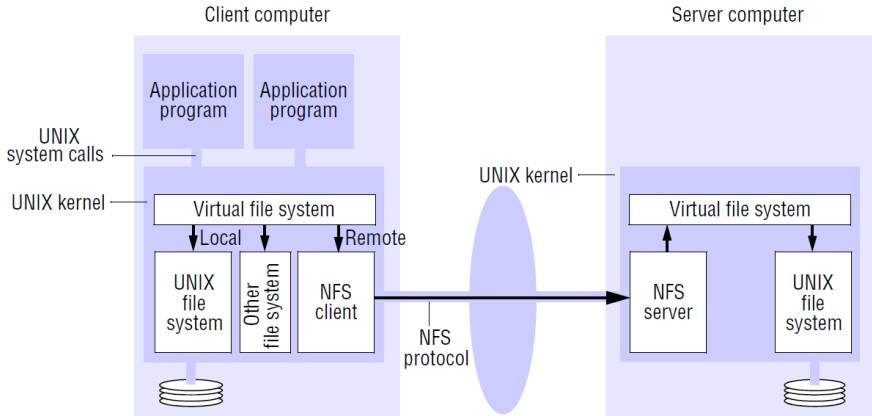 Client computer
Server computer
Application
program
Application
program
UNIX
system calls
UNIX kernel
Virtual file system
Local
Remote
UNIX
file
system
Other
file system
NFS
client
NFS
protocol
UNIX kernel
Virtual file system
NFS
server
UNIX
file
system